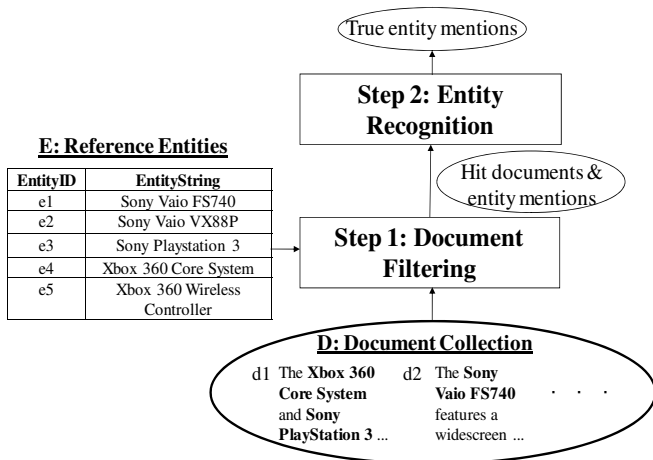 True entity mentions
Step 2: Entity
Recognition
Hit documents &
entity mentions
E: Reference Entities
EntityID EntityString
e1 Sony Vaio FS740
e2 Sony Vaio VX88P
e3 Sony Playstation 3
e4 Xbox 360 Core System
e5 Xbox 360 Wireless
Controller
Step 1: Document
Filtering
D: Document Collection
d1 The Xbox 360
Core System
and Sony
PlayStation 3 ...
d2 The Sony
Vaio FS740
features a
widescreen ...
. . .